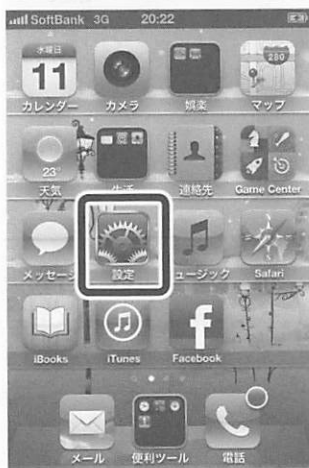 SoftBank 3G 20:22
水曜日
11
280
カレンダー カメラ 娯楽 マップ
23°
天気 生活 連絡先 Game Center
メッセージ 設定 ュージック Safari
iBooks iTunes Facebook
メール 便利ツール 電話